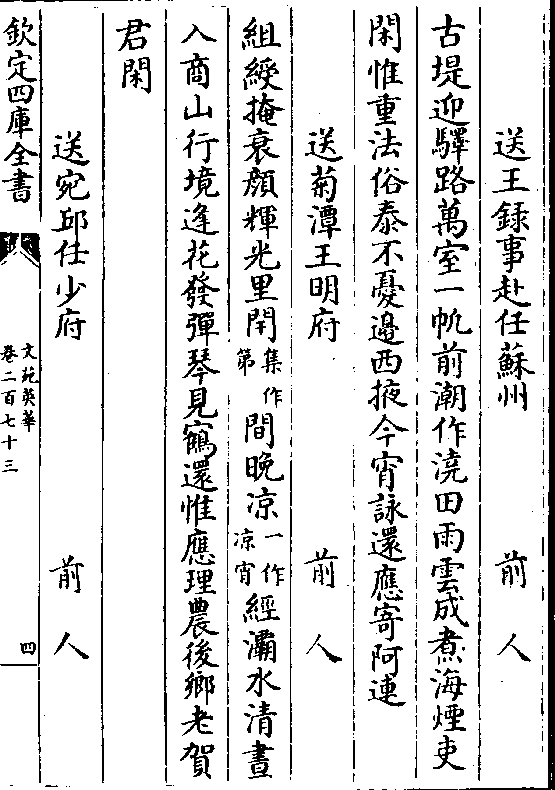 送王録事赴任蘇州　前人
古堤迎驛路萬室一帆前潮作澆田雨雲成煮海煙吏
閑惟重法俗泰不憂邊西掖今宵詠還應寄阿連
送菊潭王明府　前人
組綬掩衰顔輝光里閈集作第間晩凉一作凉宵經灞水清晝
入商山行境逢花發彈琴見寉還惟應理農後鄉老賀
君閑
送宛邱任少府　前人
欽定四庫全書
文苑英華
卷二百七十三
四